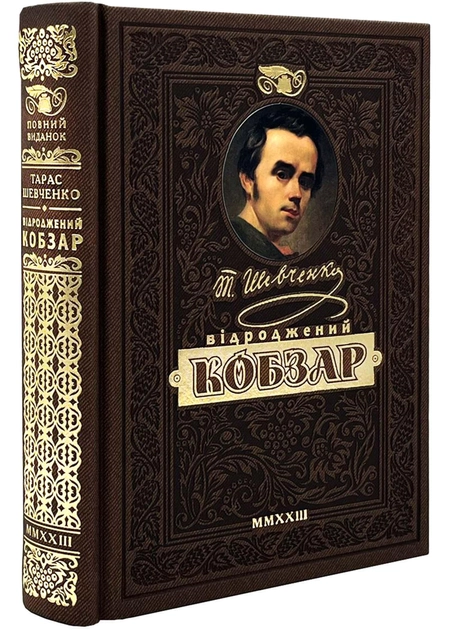 ПОВНИЙ
ВИДАНОК
ТАРАС
ШЕВЧЕНКО
ВІДРОДЖЕНИЙ
КОБЗАР
MMXXIII
Т. Шевченко
відроджений
КОБЗАР
MMXXIII